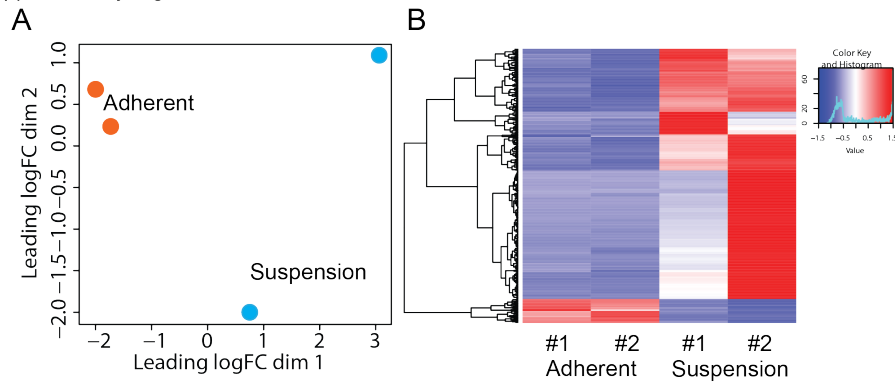 A
B
1.0
0.5
0.0
−0.5
−1.0
−1.5
−2.0
Leading logFC dim 2
Adherent
Suspension
−2 −1 0 1 2 3
Leading logFC dim 1
Color Key
and Histogram
60
20
0
−1.5 −0.5 0.5 1.5
Value
#1 #2 #1 #2
Adherent Suspension